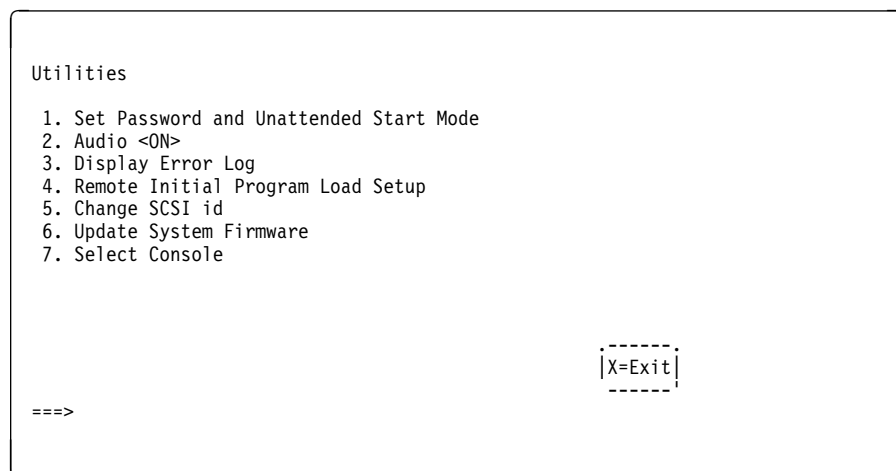 Utilities
1. Set Password and Unattended Start Mode
2. Audio <ON>
3. Display Error Log
4. Remote Initial Program Load Setup
5. Change SCSI id
6. Update System Firmware
7. Select Console
.------.
|X=Exit|
------'
===>